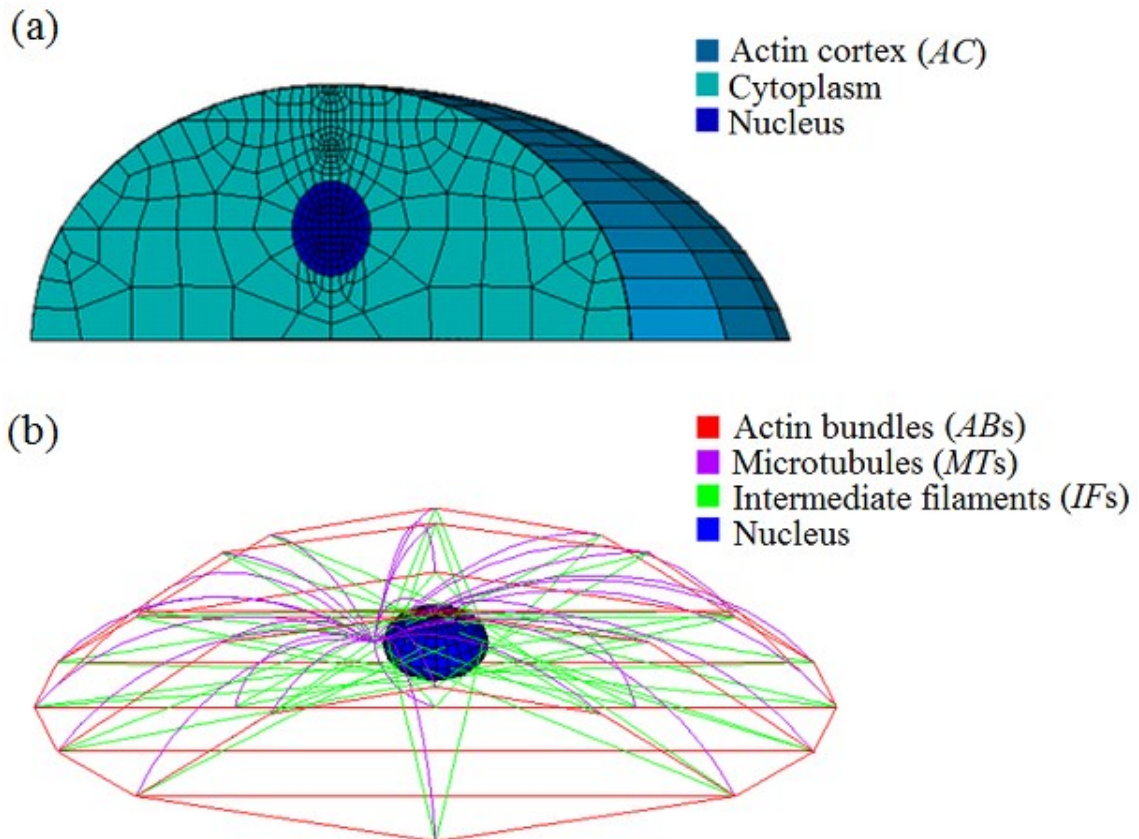 (a)
Actin cortex (AC)
Cytoplasm
Nucleus
(b)
Actin bundles (ABs)
Microtubules (MTs)
Intermediate filaments (IFs)
Nucleus